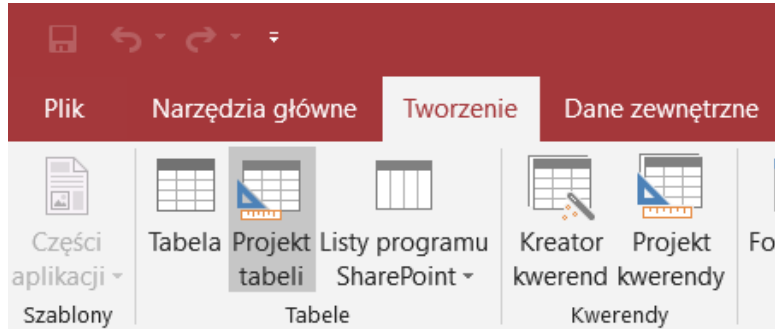 Plik Narzędzia główne Tworzenie Dane zewnętrzne
Części aplikacji
Tabela
Projekt tabeli
Listy programu SharePoint
Kreator kwerend
Projekt kwerendy
Fo
Szablony Tabele Kwerendy